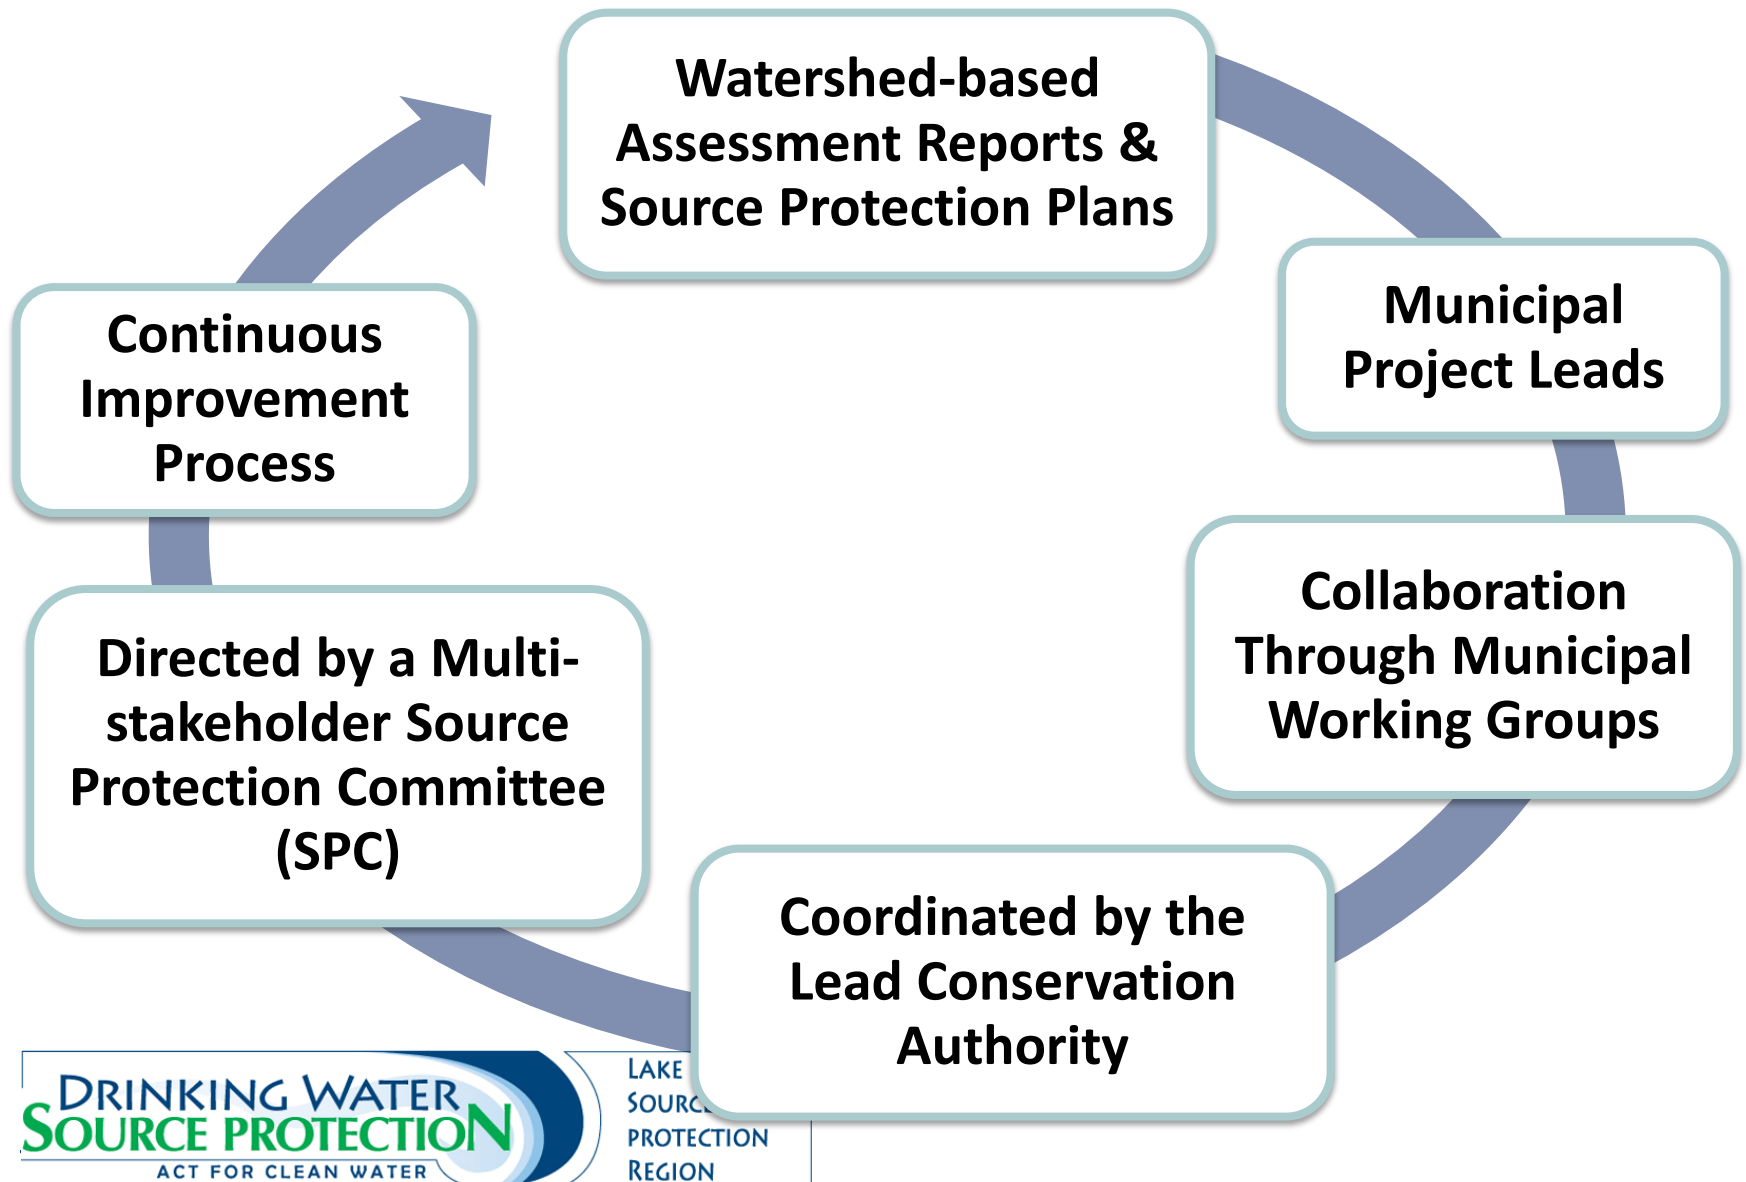 Watershed-based
Assessment Reports &
Source Protection Plans
Municipal
Project Leads
Collaboration
Through Municipal
Working Groups
Coordinated by the
Lead Conservation
Authority
Directed by a Multi-
stakeholder Source
Protection Committee
(SPC)
Continuous
Improvement
Process
DRINKING WATER
SOURCE PROTECTION
ACT FOR CLEAN WATER
LAKE
PROTECTION
REGION